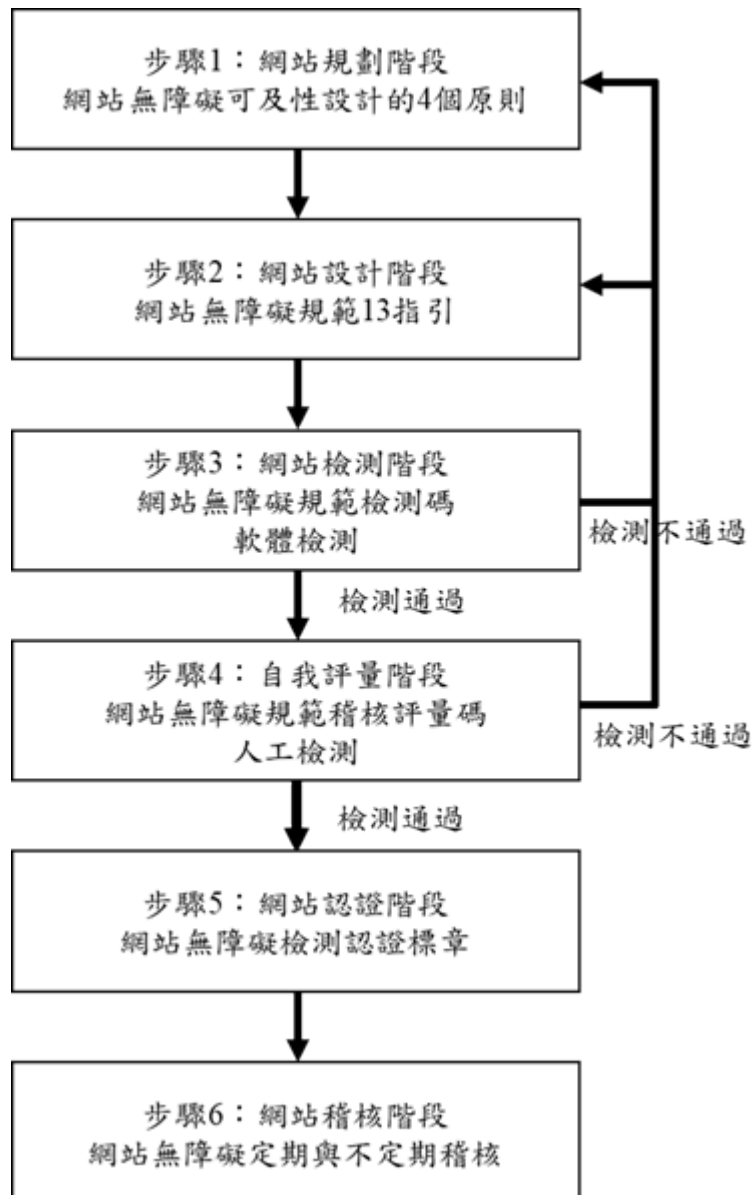 步驟1：網站規劃階段
網站無障礙可及性設計的4個原則
步驟2：網站設計階段
網站無障礙規範13指引
步驟3：網站檢測階段
網站無障礙規範檢測碼
軟體檢測
檢測不通過
檢測通過
步驟4：自我評量階段
網站無障礙規範稽核評量碼
人工檢測
檢測不通過
檢測通過
步驟5：網站認證階段
網站無障礙檢測認證標章
步驟6：網站稽核階段
網站無障礙定期與不定期稽核